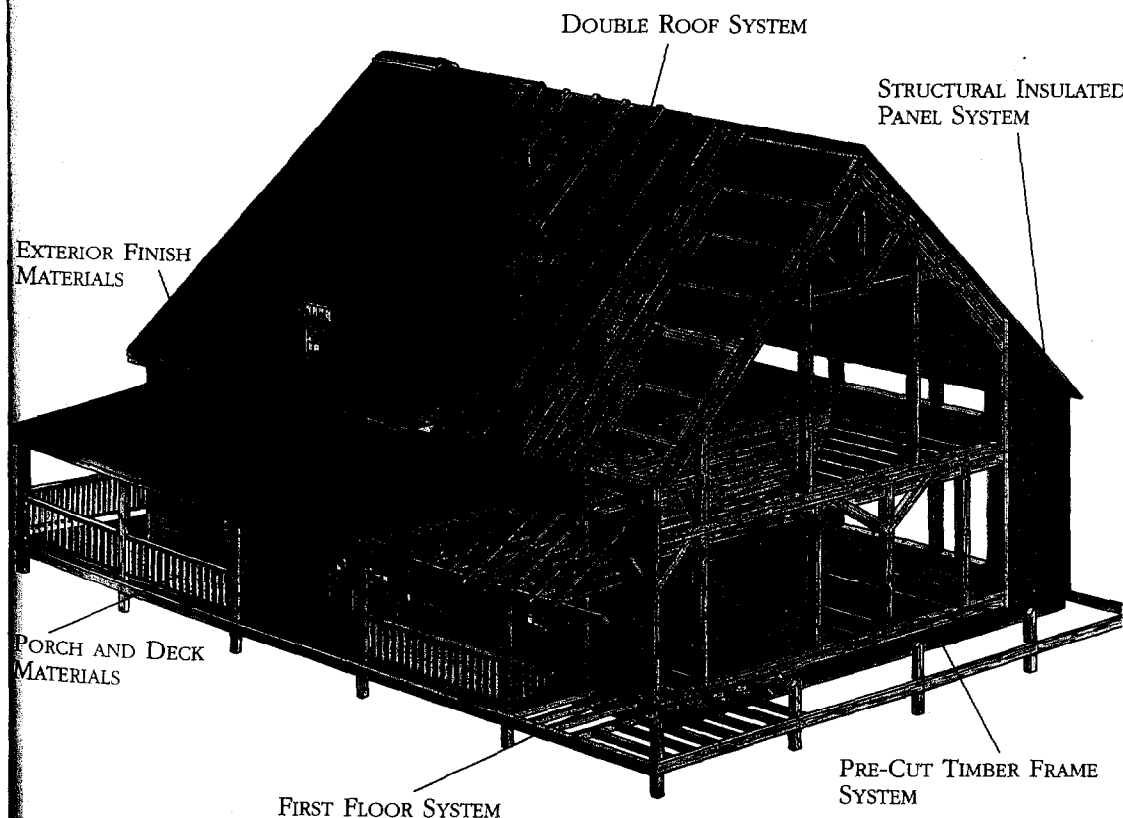 DOUBLE ROOF SYSTEM
STRUCTURAL INSULATED
PANEL SYSTEM
EXTERIOR FINISH
MATERIALS
PORCH AND DECK
MATERIALS
PRE-CUT TIMBER FRAME
SYSTEM
FIRST FLOOR SYSTEM